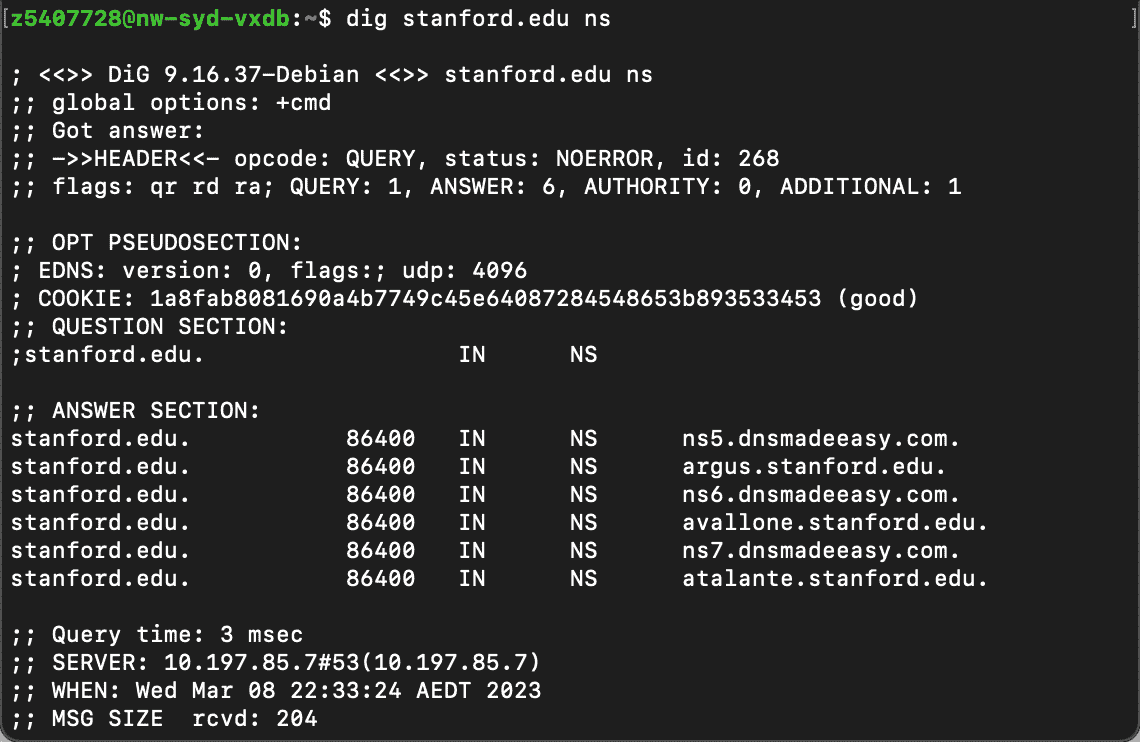 [z5407728@nw-syd-vxdb:~$ dig stanford.edu ns ]
; <<>> DiG 9.16.37-Debian <<>> stanford.edu ns
;; global options: +cmd
;; Got answer:
;; ->>HEADER<<- opcode: QUERY, status: NOERROR, id: 268
;; flags: qr rd ra; QUERY: 1, ANSWER: 6, AUTHORITY: 0, ADDITIONAL: 1
;; OPT PSEUDOSECTION:
; EDNS: version: 0, flags:; udp: 4096
; COOKIE: 1a8fab8081690a4b7749c45e64087284548653b893533453 (good)
;; QUESTION SECTION:
;stanford.edu. IN NS
;; ANSWER SECTION:
stanford.edu. 86400 IN NS ns5.dnsmadeeasy.com.
stanford.edu. 86400 IN NS argus.stanford.edu.
stanford.edu. 86400 IN NS ns6.dnsmadeeasy.com.
stanford.edu. 86400 IN NS avallone.stanford.edu.
stanford.edu. 86400 IN NS ns7.dnsmadeeasy.com.
stanford.edu. 86400 IN NS atalante.stanford.edu.
;; Query time: 3 msec
;; SERVER: 10.197.85.7#53(10.197.85.7)
;; WHEN: Wed Mar 08 22:33:24 AEDT 2023
;; MSG SIZE  rcvd: 204